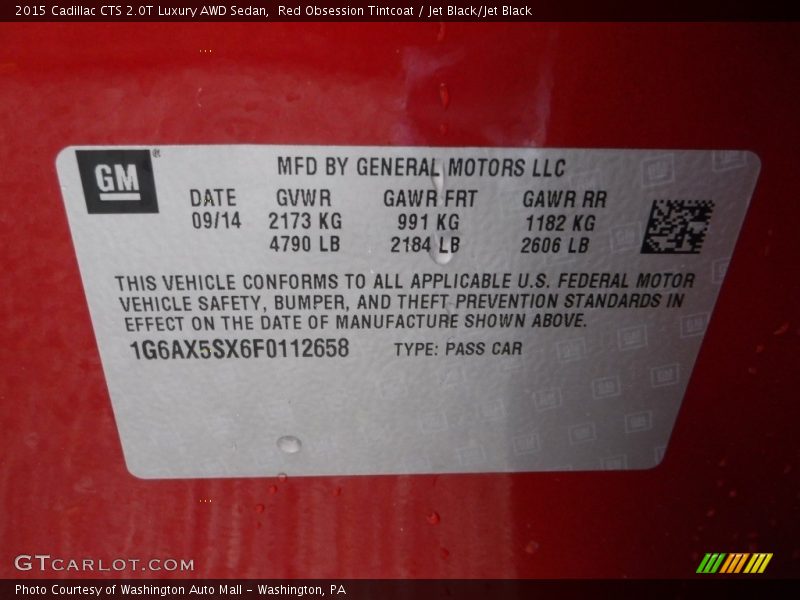 2015 Cadillac CTS 2.0T Luxury AWD Sedan, Red Obsession Tintcoat / Jet Black/Jet Black
GM ®
MFD BY GENERAL MOTORS LLC
DATE GVWR GAWR FRT GAWR RR
09/14 2173 KG 991 KG 1182 KG
4790 LB 2184 LB 2606 LB
THIS VEHICLE CONFORMS TO ALL APPLICABLE U.S. FEDERAL MOTOR
VEHICLE SAFETY, BUMPER, AND THEFT PREVENTION STANDARDS IN
EFFECT ON THE DATE OF MANUFACTURE SHOWN ABOVE.
1G6AX5SX6F0112658 TYPE: PASS CAR
GTCARLOT.COM
Photo Courtesy of Washington Auto Mall - Washington, PA